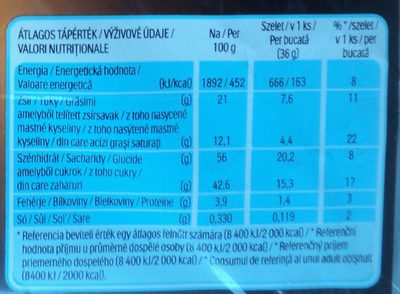 ÁTLAGOS TÁPÉRTÉK / VÝŽIVOVÉ ÚDAJE /
VALORI NUTRIȚIONALE
Na / Per
100 g
Szelet / v 1 ks /
Per bucată
(36 g)
% */szelet/
v 1 ks / per
bucată
Energia / Energetická hodnota /
Valoare energetică (kJ/kcal) 1892 / 452 666 / 163 8
Zsír / Tuky / Grăsimi (g) 21 7,6 11
amelyből telített zsírsavak / z toho nasycené
mastné kyseliny / z toho nasýtené mastné
kyseliny / din care acizi grași saturați (g) 12,1 4,4 22
Szénhidrát / Sacharidy / Glucide (g) 56 20,2 8
amelyből cukrok / z toho cukry /
din care zaharuri (g) 42,6 15,3 17
Fehérje / Bílkoviny / Bielkoviny / Proteine (g) 3,9 1,4 3
Só / Sůl / Soľ / Sare (g) 0,330 0,119 2
* Referencia beviteli érték egy átlagos felnőtt számára (8 400 kJ/2 000 kcal). / * Referenční
hodnota příjmu u průměrné dospělé osoby (8 400 kJ/2 000 kcal) / * Referenčný príjem
priemerného dospelého (8 400 kJ / 2 000 kcal) / * Consumul de referință al unui adult obișnuit
(8400 kJ / 2000 kcal).